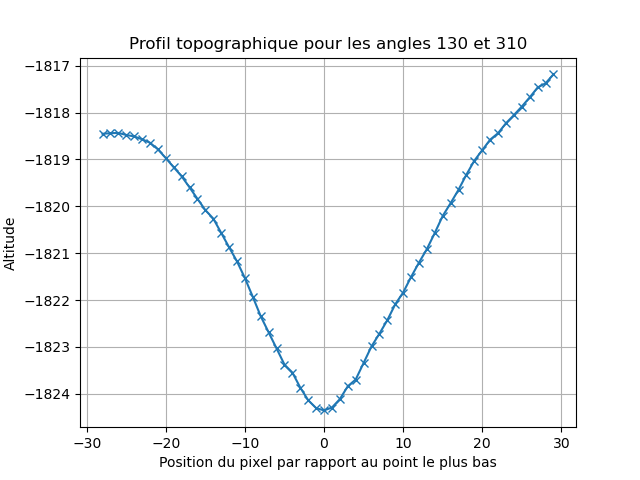 Profil topographique pour les angles 130 et 310
−1817
−1818
−1819
−1820
−1821
−1822
−1823
−1824
Altitude
−30 −20 −10 0 10 20 30
Position du pixel par rapport au point le plus bas